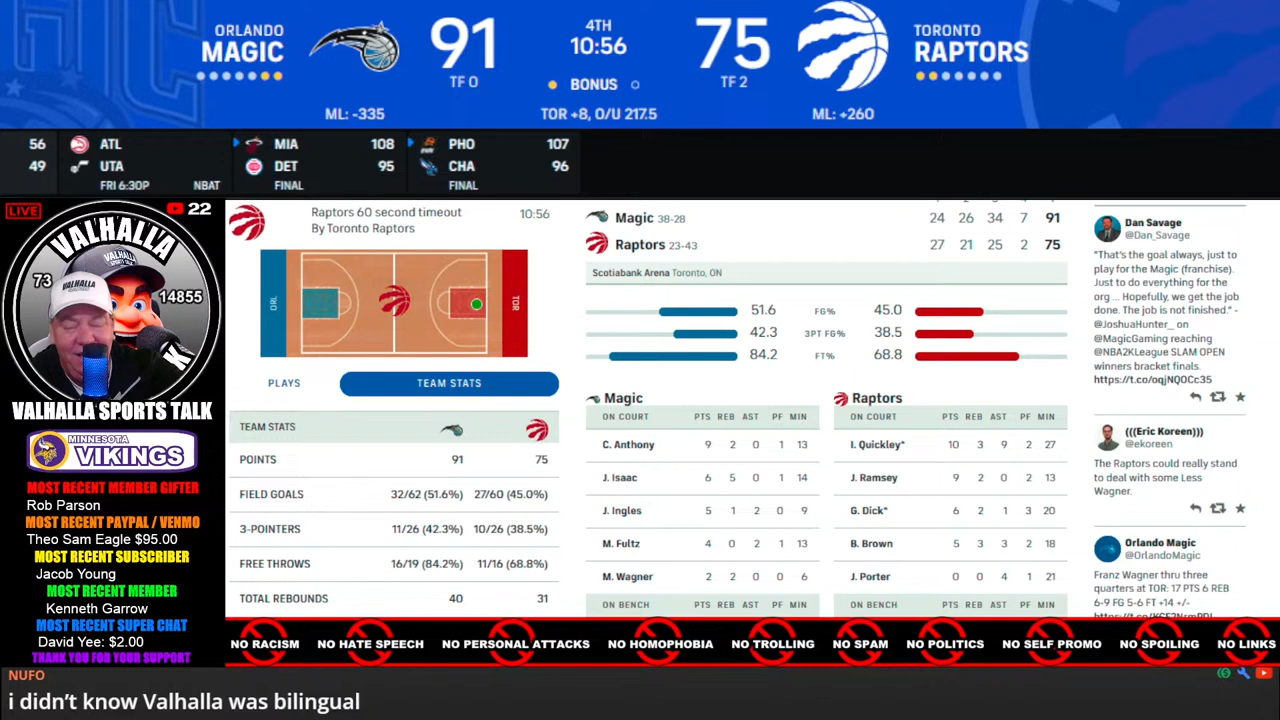 ORLANDO
MAGIC
91
TF 0
4TH
10:56
BONUS
75
TF 2
TORONTO
RAPTORS
ML: -335
TOR +8, O/U 217.5
ML: +260
56
49
ATL
UTA
FRI 6:30P NBAT
MIA 108
DET 95
FINAL
PHO 107
CHA 96
FINAL
LIVE
22
VALHALLA
73
14855
VALHALLA SPORTS TALK
MINNESOTA
VIKINGS
MOST RECENT MEMBER GIFTER
Rob Parson
MOST RECENT PAYPAL / VENMO
Theo Sam Eagle $95.00
MOST RECENT SUBSCRIBER
Jacob Young
MOST RECENT MEMBER
Kenneth Garrow
MOST RECENT SUPER CHAT
David Yee: $2.00
THANK YOU FOR YOUR SUPPORT
Raptors 60 second timeout 10:56
By Toronto Raptors
ORL
TOR
PLAYS TEAM STATS
TEAM STATS
POINTS 91 75
FIELD GOALS 32/62 (51.6%) 27/60 (45.0%)
3-POINTERS 11/26 (42.3%) 10/26 (38.5%)
FREE THROWS 16/19 (84.2%) 11/16 (68.8%)
TOTAL REBOUNDS 40 31
Magic 38-28 24 26 34 7 91
Raptors 23-43 27 21 25 2 75
Scotiabank Arena Toronto, ON
51.6 FG% 45.0
42.3 3PT FG% 38.5
84.2 FT% 68.8
Magic
ON COURT PTS REB AST PF MIN
C. Anthony 9 2 0 1 13
J. Isaac 6 5 0 1 14
J. Ingles 5 1 2 0 9
M. Fultz 4 0 2 1 13
M. Wagner 2 2 0 0 6
ON BENCH PTS REB AST PF MIN
Raptors
ON COURT PTS REB AST PF MIN
I. Quickley* 10 3 9 2 27
J. Ramsey 9 2 0 2 13
G. Dick* 6 2 1 3 20
B. Brown 5 3 3 2 18
J. Porter 0 0 4 1 21
ON BENCH PTS REB AST PF MIN
Dan Savage
@Dan_Savage
"That's the goal always, just to
play for the Magic (franchise).
Just to do everything for the
org ... Hopefully, we get the job
done. The job is not finished." -
@JoshuaHunter_ on
@MagicGaming reaching
@NBA2KLeague SLAM OPEN
winners bracket finals.
https://t.co/oqjNQOCc35
(((Eric Koreen)))
@ekoreen
The Raptors could really stand
to deal with some Less
Wagner.
Orlando Magic
@OrlandoMagic
Franz Wagner thru three
quarters at TOR: 17 PTS 6 REB
6-9 FG 5-6 FT +14 +/-
NO RACISM NO HATE SPEECH NO PERSONAL ATTACKS NO HOMOPHOBIA NO TROLLING NO SPAM NO POLITICS NO SELF PROMO NO SPOILING NO LINKS
NUFO
i didn't know Valhalla was bilingual